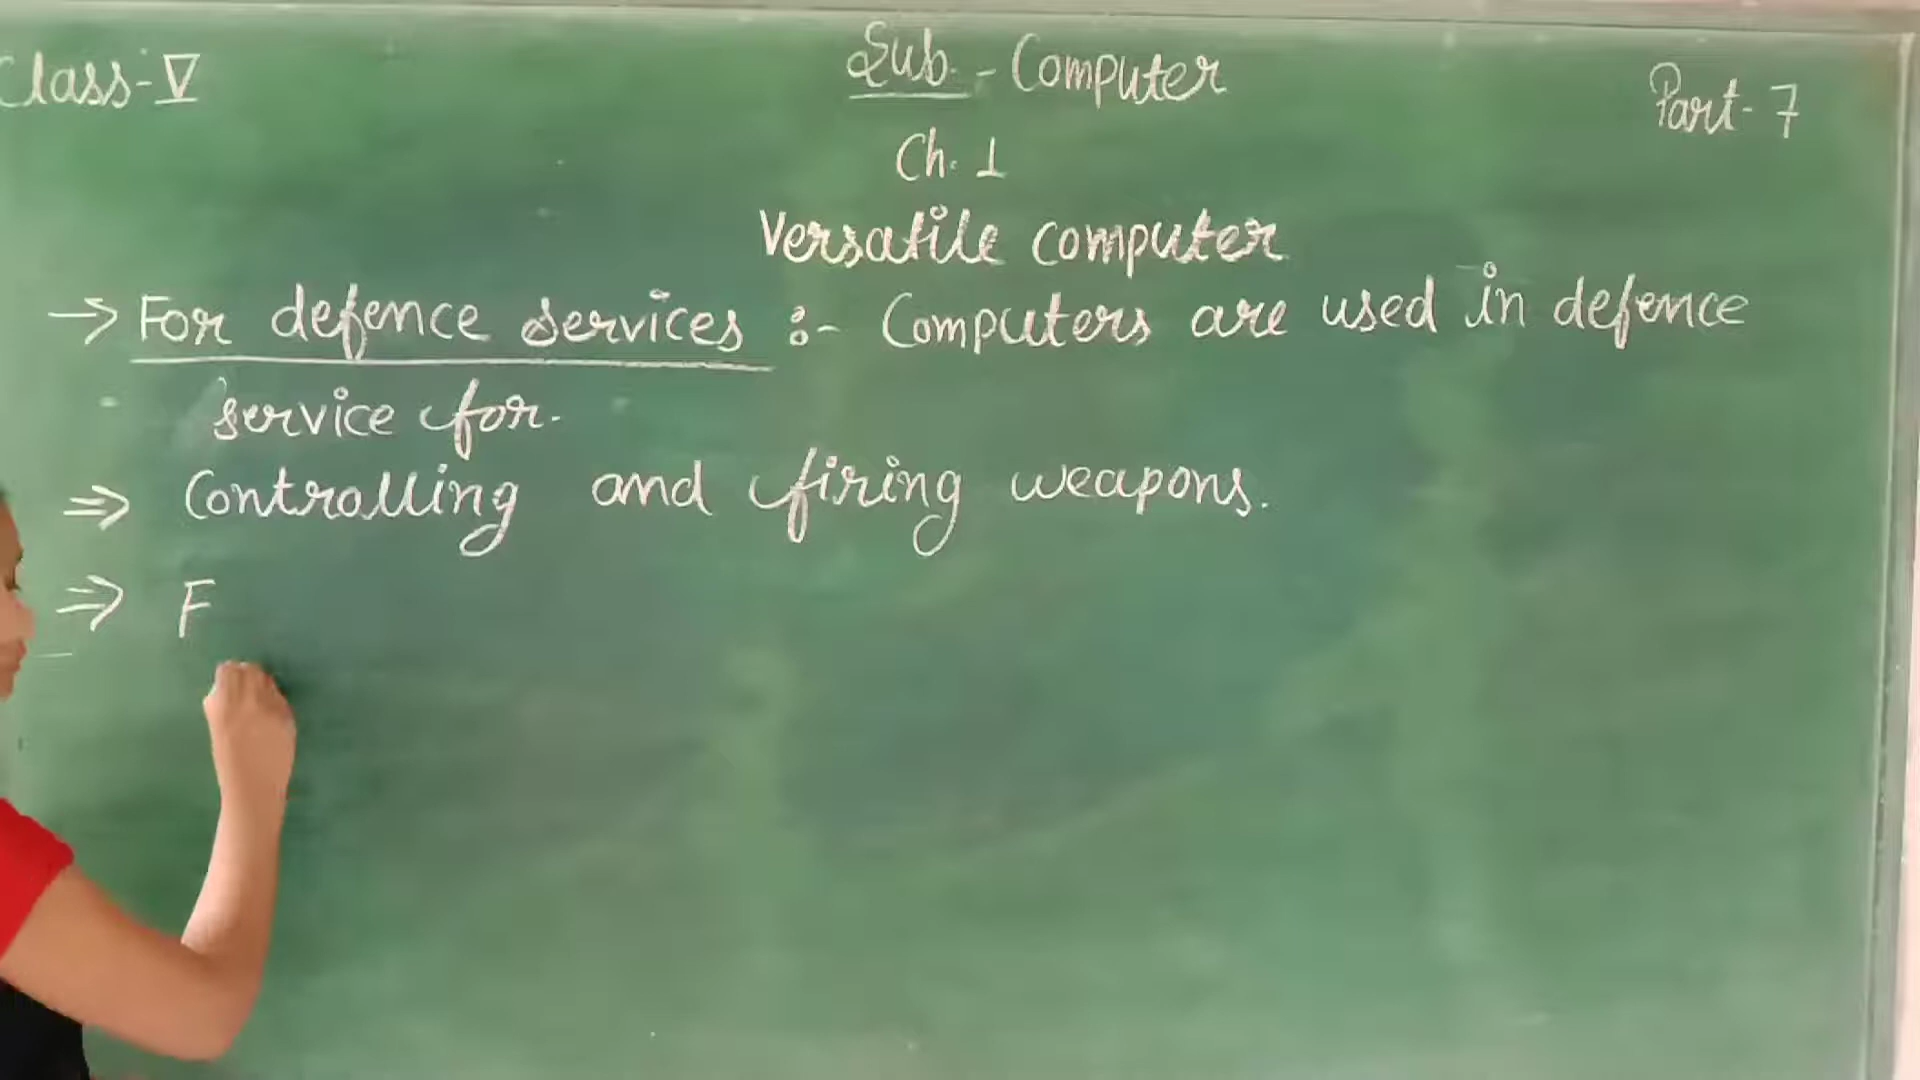 Class-V
Sub. - Computer
Part-7
Ch. 1
Versatile computer
→ For defence services :- Computers are used in defence
service for.
⇒ Controlling and firing weapons.
⇒ F